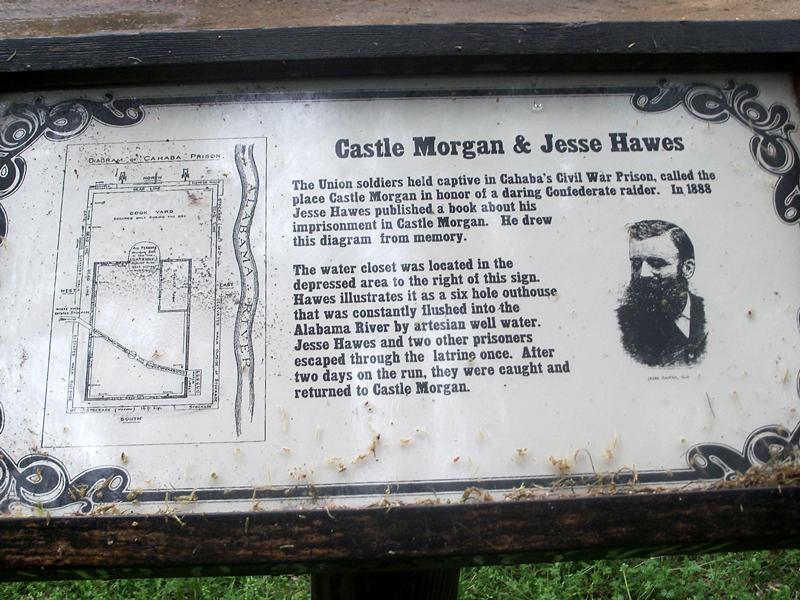 Castle Morgan & Jesse Hawes
The Union soldiers held captive in Cahaba's Civil War Prison, called the
place Castle Morgan in honor of a daring Confederate raider. In 1888
Jesse Hawes published a book about his
imprisonment in Castle Morgan. He drew
this diagram from memory.
The water closet was located in the
depressed area to the right of this sign.
Hawes illustrates it as a six hole outhouse
that was constantly flushed into the
Alabama River by artesian well water.
Jesse Hawes and two other prisoners
escaped through the latrine once. After
two days on the run, they were caught and
returned to Castle Morgan.
DIAGRAM OF CAHABA PRISON.
NORTH
DEAD LINE
COOK YARD
WEST
EAST
ALABAMA RIVER
STOCKADE
STOCKADE
SOUTH